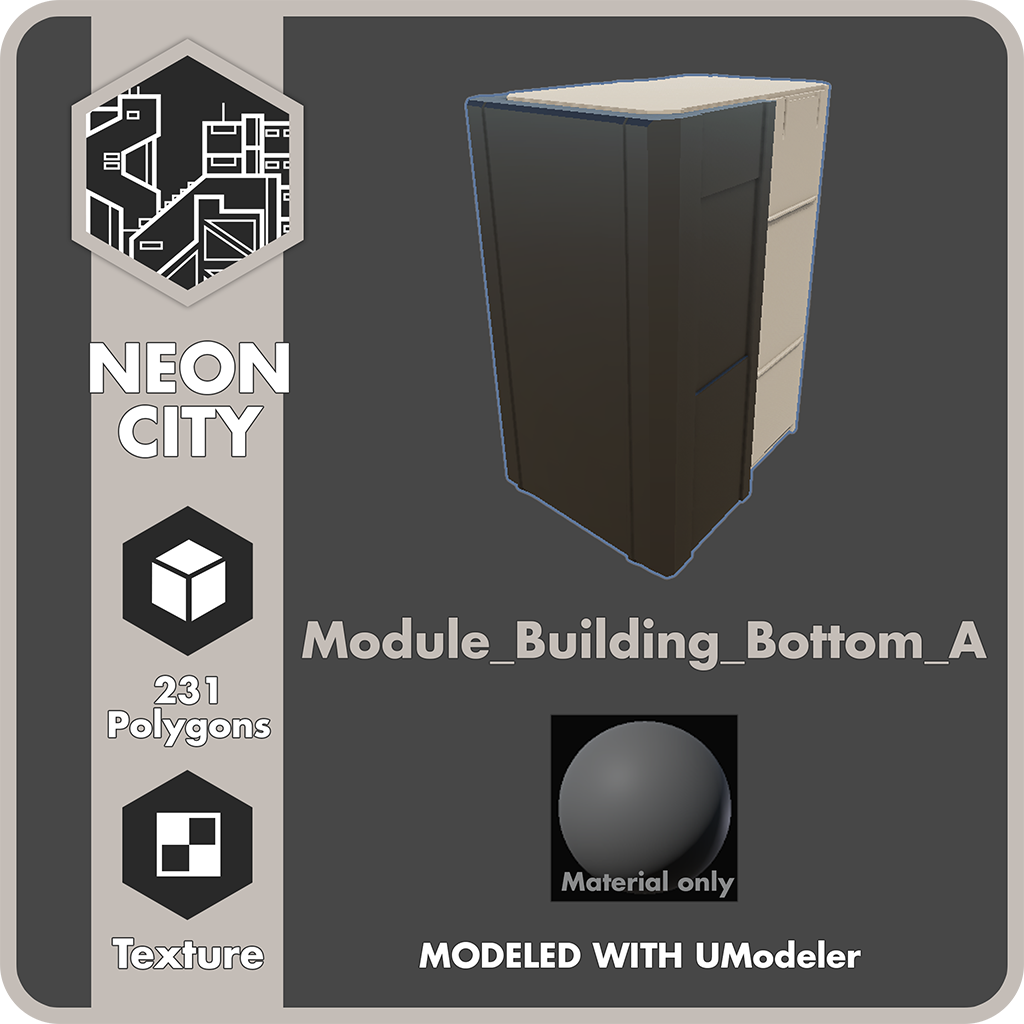 NEON
CITY
231
Polygons
Texture
Module_Building_Bottom_A
Material only
MODELED WITH UModeler